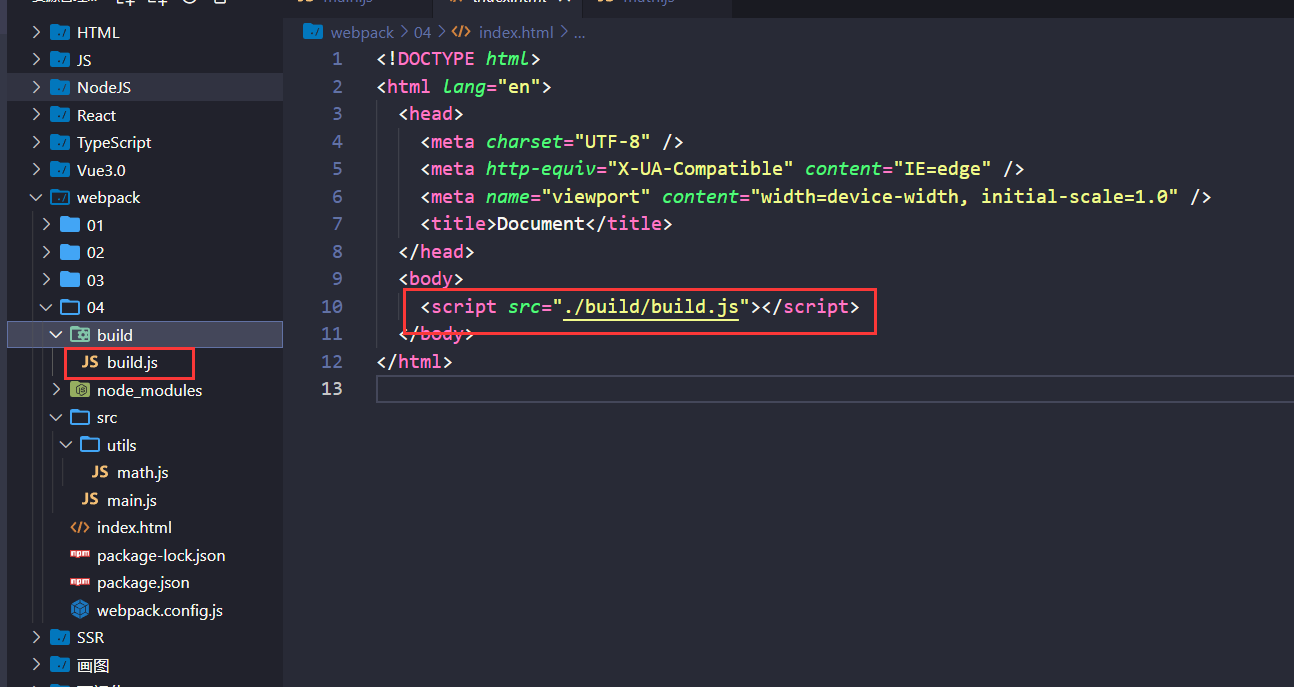 main.js
index.html
math.js
HTML
JS
NodeJS
React
TypeScript
Vue3.0
webpack
01
02
03
04
build
JS build.js
node_modules
src
utils
JS math.js
JS main.js
</> index.html
npm package-lock.json
npm package.json
webpack.config.js
SSR
画图
webpack > 04 > </> index.html > ...
1 <!DOCTYPE html>
2 <html lang="en">
3 <head>
4 <meta charset="UTF-8" />
5 <meta http-equiv="X-UA-Compatible" content="IE=edge" />
6 <meta name="viewport" content="width=device-width, initial-scale=1.0" />
7 <title>Document</title>
8 </head>
9 <body>
10 <script src="./build/build.js"></script>
11 </body>
12 </html>
13